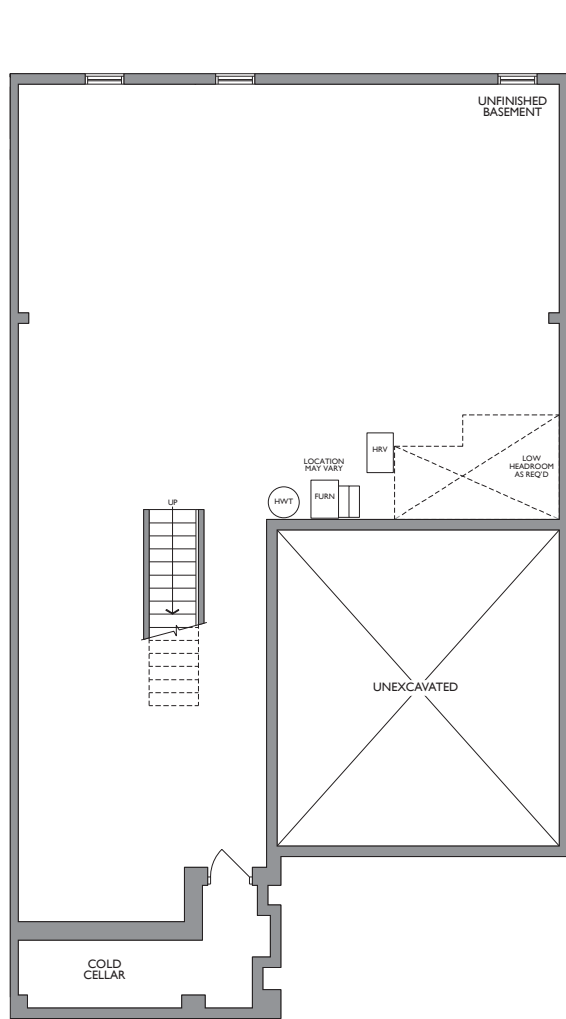 UNFINISHED
BASEMENT
HRV
LOCATION
MAY VARY
LOW
HEADROOM
AS REQ'D
HWT
FURN
UP
UNEXCAVATED
COLD
CELLAR